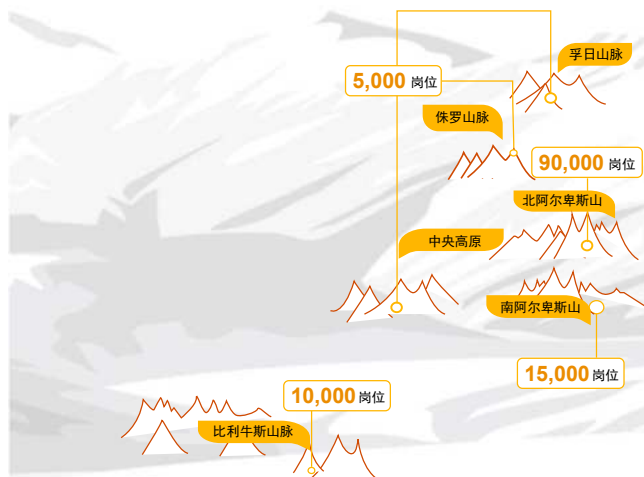 孚日山脉
5,000 岗位
侏罗山脉
90,000 岗位
北阿尔卑斯山
中央高原
南阿尔卑斯山
15,000 岗位
10,000 岗位
比利牛斯山脉